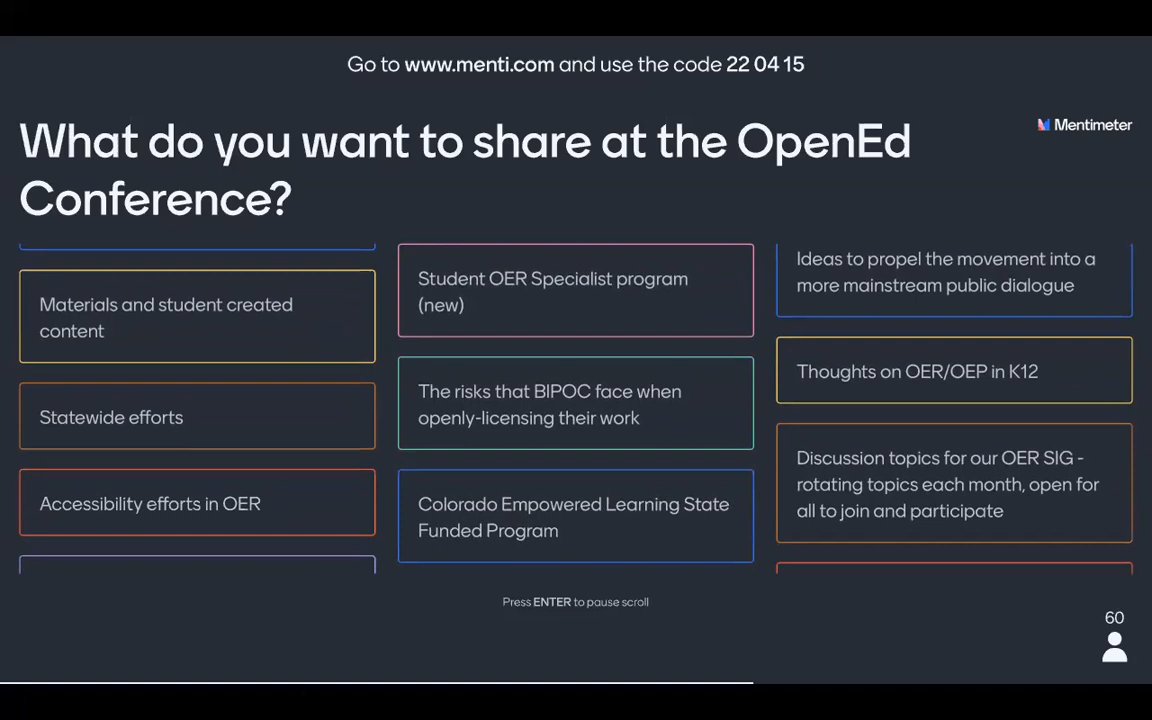 Go to www.menti.com and use the code 22 04 15
What do you want to share at the OpenEd
Conference?
Mentimeter
Materials and student created
content
Statewide efforts
Accessibility efforts in OER
Student OER Specialist program
(new)
The risks that BIPOC face when
openly-licensing their work
Colorado Empowered Learning State
Funded Program
Ideas to propel the movement into a
more mainstream public dialogue
Thoughts on OER/OEP in K12
Discussion topics for our OER SIG -
rotating topics each month, open for
all to join and participate
Press ENTER to pause scroll
60